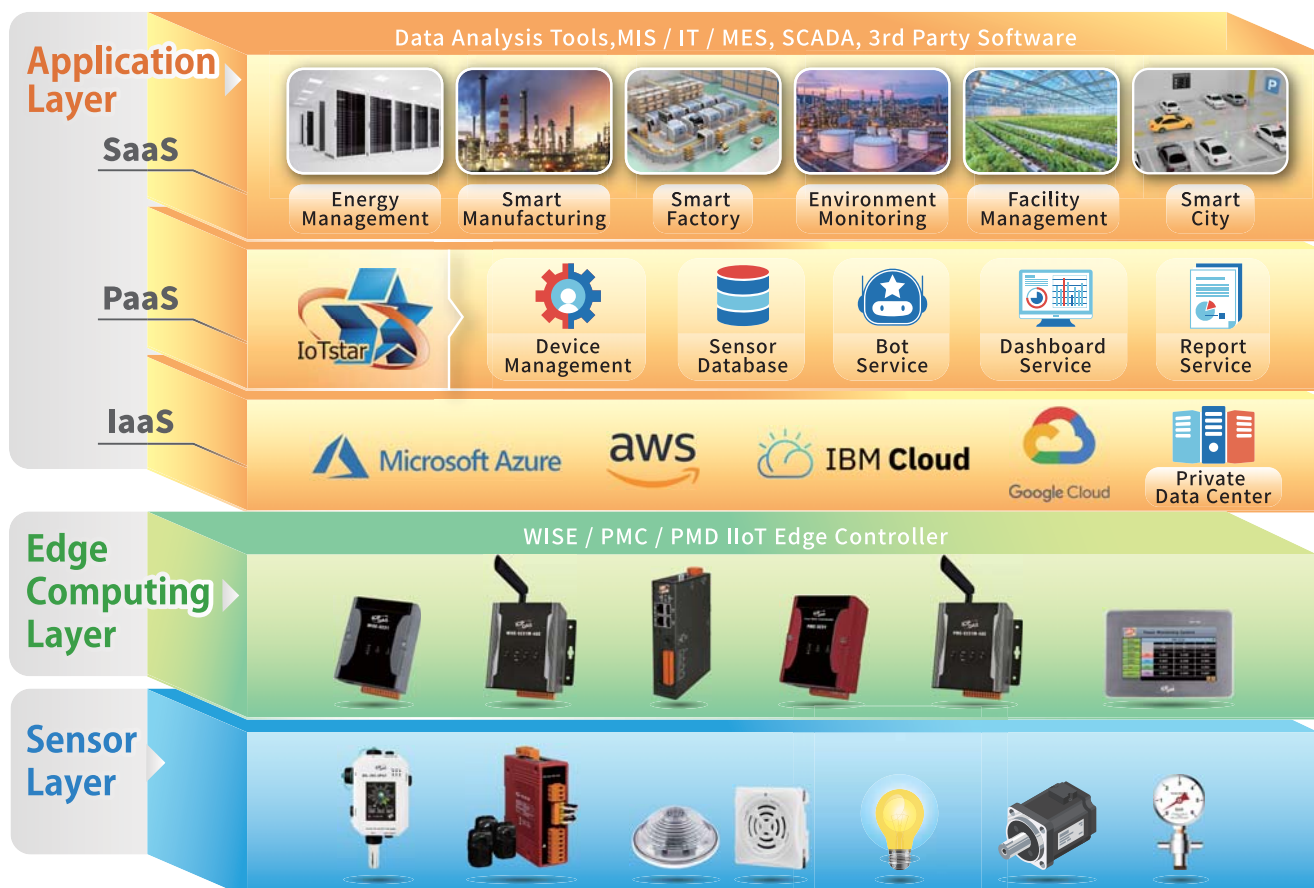 Data Analysis Tools,MIS / IT / MES, SCADA, 3rd Party Software
Application
Layer
SaaS
Energy
Management
Smart
Manufacturing
Smart
Factory
Environment
Monitoring
Facility
Management
Smart
City
P
PaaS
IoTstar
Device
Management
Sensor
Database
Bot
Service
Dashboard
Service
Report
Service
IaaS
Microsoft Azure
aws
IBM Cloud
Google Cloud
Private
Data Center
WISE / PMC / PMD IIoT Edge Controller
Edge
Computing
Layer
Sensor
Layer